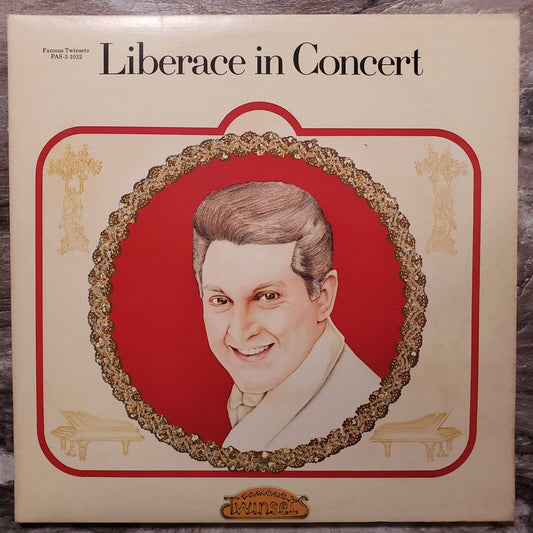 Famous Twinsets
PAS-2-1032
Liberace in Concert
FAMOUS
Twinsets